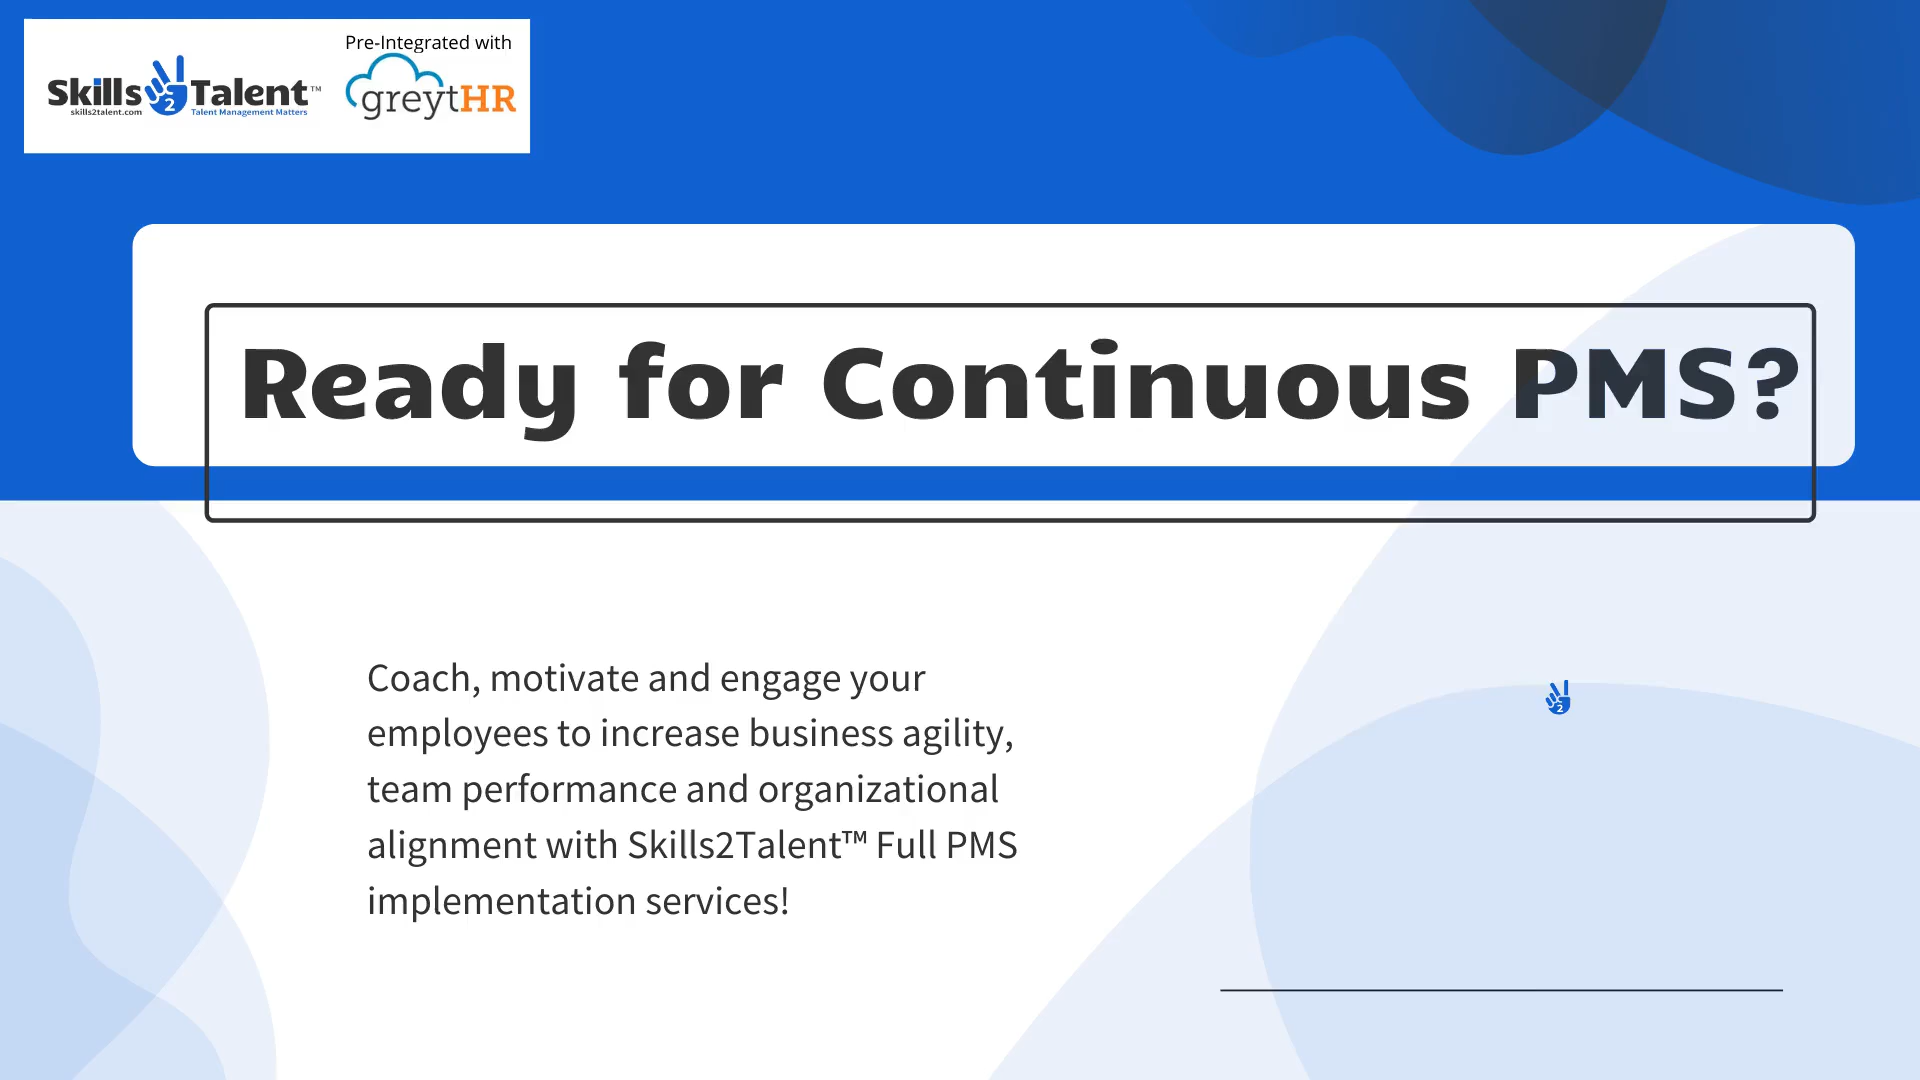 Pre-Integrated with
Skills2Talent™
skills2talent.com
Talent Management Matters
greytHR
Ready for Continuous PMS?
Coach, motivate and engage your
employees to increase business agility,
team performance and organizational
alignment with Skills2Talent™ Full PMS
implementation services!
2